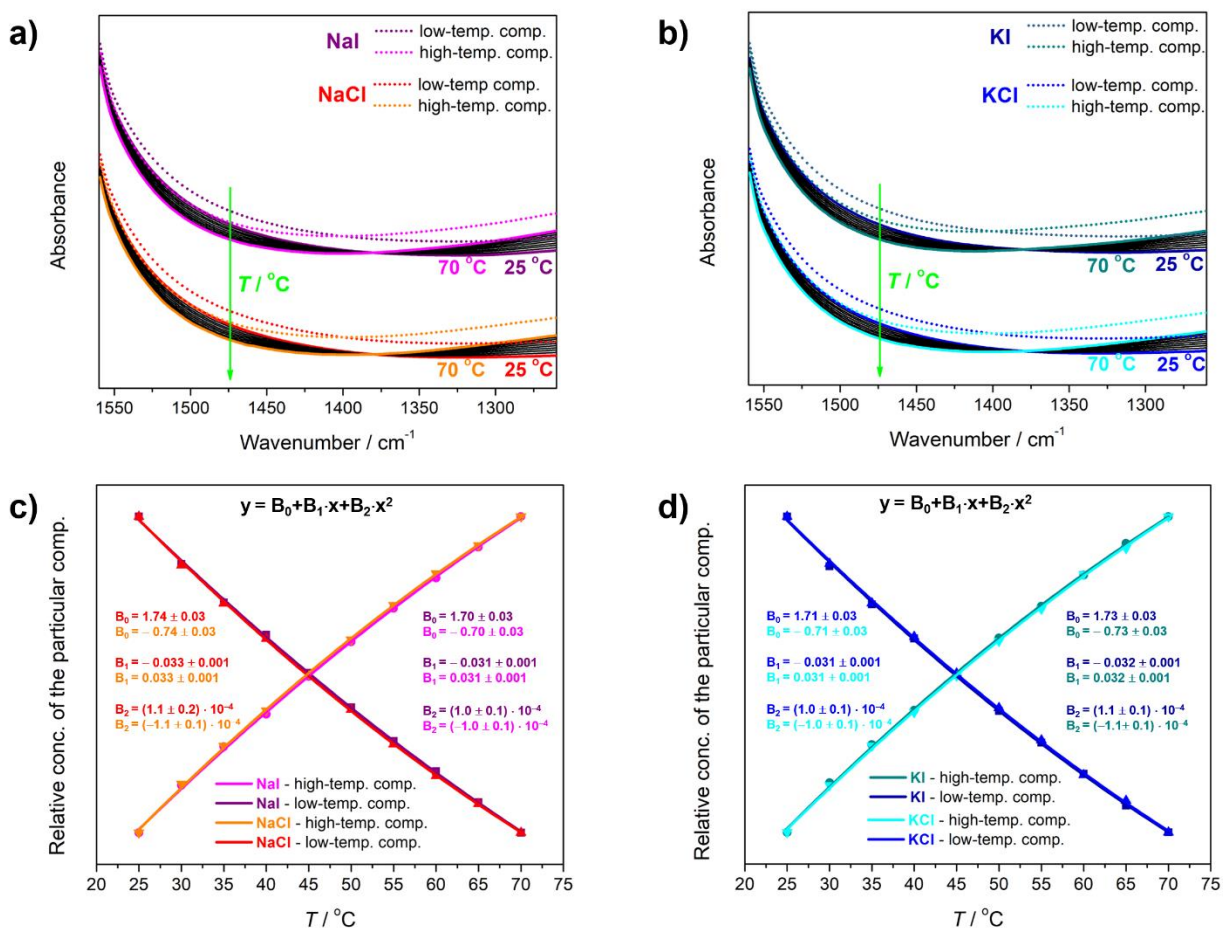 a)
NaI
low-temp. comp.
high-temp. comp.
NaCl
low-temp comp.
high-temp. comp.
Absorbance
T / °C
70 °C 25 °C
70 °C 25 °C
1550 1500 1450 1400 1350 1300
Wavenumber / cm⁻¹
b)
KI
low-temp. comp.
high-temp. comp.
KCl
low-temp. comp.
high-temp. comp.
Absorbance
T / °C
70 °C 25 °C
70 °C 25 °C
1550 1500 1450 1400 1350 1300
Wavenumber / cm⁻¹
c)
y = B₀+B₁·x+B₂·x²
Relative conc. of the particular comp.
B₀ = 1.74 ± 0.03
B₀ = − 0.74 ± 0.03
B₁ = − 0.033 ± 0.001
B₁ = 0.033 ± 0.001
B₂ = (1.1 ± 0.2) · 10⁻⁴
B₂ = (−1.1 ± 0.1) · 10⁻⁴
B₀ = 1.70 ± 0.03
B₀ = − 0.70 ± 0.03
B₁ = − 0.031 ± 0.001
B₁ = 0.031 ± 0.001
B₂ = (1.0 ± 0.1) · 10⁻⁴
B₂ = (−1.0 ± 0.1) · 10⁻⁴
NaI - high-temp. comp.
NaI - low-temp. comp.
NaCl - high-temp. comp.
NaCl - low-temp. comp.
20 25 30 35 40 45 50 55 60 65 70 75
T / °C
d)
y = B₀+B₁·x+B₂·x²
Relative conc. of the particular comp.
B₀ = 1.71 ± 0.03
B₀ = − 0.71 ± 0.03
B₁ = − 0.031 ± 0.001
B₁ = 0.031 ± 0.001
B₂ = (1.0 ± 0.1) · 10⁻⁴
B₂ = (−1.0 ± 0.1) · 10⁻⁴
B₀ = 1.73 ± 0.03
B₀ = − 0.73 ± 0.03
B₁ = − 0.032 ± 0.001
B₁ = 0.032 ± 0.001
B₂ = (1.1 ± 0.1) · 10⁻⁴
B₂ = (−1.1± 0.1) · 10⁻⁴
KI - high-temp. comp.
KI - low-temp. comp.
KCl - high-temp. comp.
KCl - low-temp. comp.
20 25 30 35 40 45 50 55 60 65 70 75
T / °C